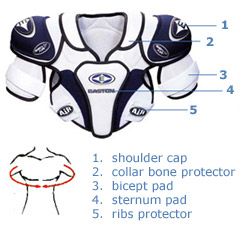 1
2
3
EASTON
4
AIR
5
1. shoulder cap
2. collar bone protector
3. bicept pad
4. sternum pad
5. ribs protector